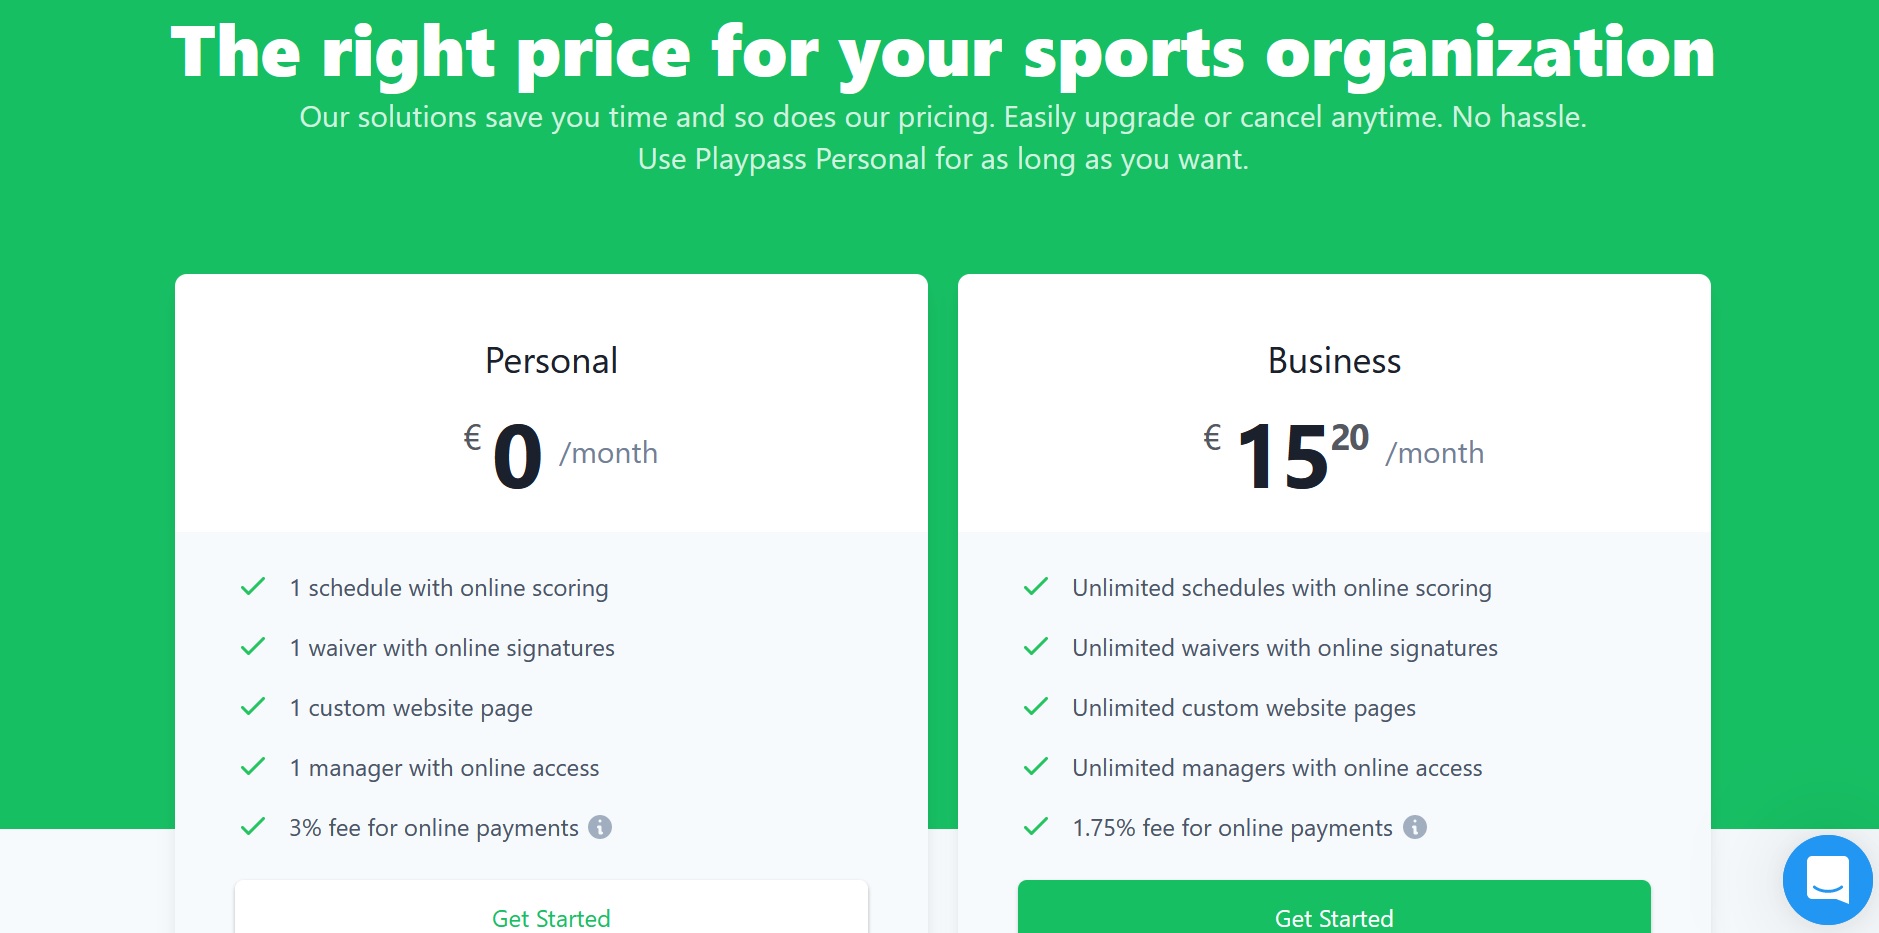 The right price for your sports organization
Our solutions save you time and so does our pricing. Easily upgrade or cancel anytime. No hassle.
Use Playpass Personal for as long as you want.
Personal
€ 0 /month
1 schedule with online scoring
1 waiver with online signatures
1 custom website page
1 manager with online access
3% fee for online payments
Get Started
Business
€ 15 20 /month
Unlimited schedules with online scoring
Unlimited waivers with online signatures
Unlimited custom website pages
Unlimited managers with online access
1.75% fee for online payments
Get Started